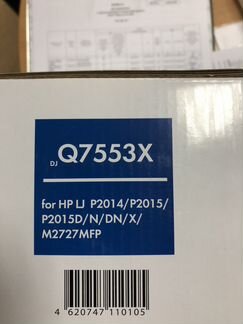 DJ Q7553X
for HP LJ P2014/P2015/
P2015D/N/DN/X/
M2727MFP
4 620747 110105